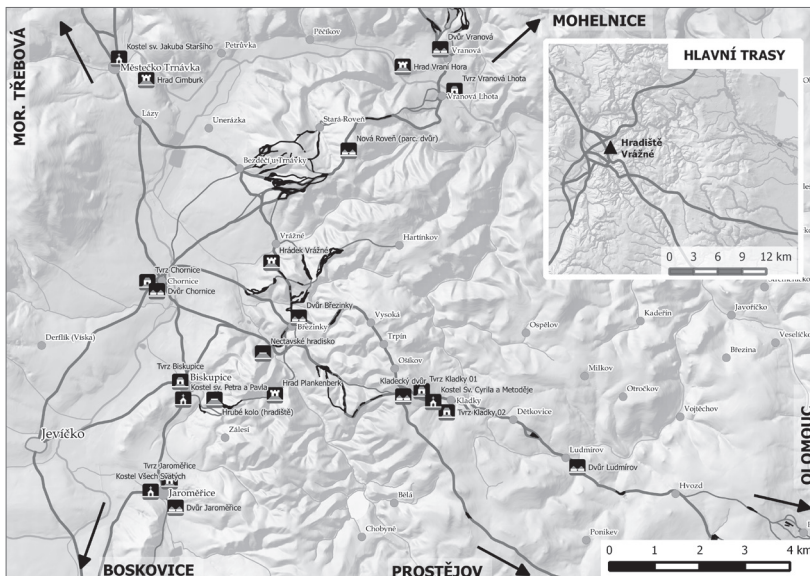 MOHELNICE
MOR. TŘEBOVÁ
Pěčíkov
Dvůr Vranová
Vranová
Kostel sv. Jakuba Staršího
Petrůvka
Městečko Trnávka
Hrad Vraní Hora
Hrad Cimburk
Tvrz Vranová Lhota
Vranová Lhota
HLAVNÍ TRASY
Hradiště
Vrážné
0 3 6 9 12 km
Lázy
Unerázka
Stará Roveň
Nová Roveň (parc. dvůr)
Bezděčí u Trnávky
Vrážné
Hartinkov
Hrádek Vrážné
Tvrz Chornice
Chornice
Dvůr Chornice
Dvůr Březinky
Březinky
Vysoká
Kadeřín
Javoříčko
Veselíčko
Derflík (Víska)
Trpín
Ospělov
Březina
Nectavské hradisko
Otíkov
Milkov
Tvrz Biskupice
Biskupice
Kostel sv. Petra a Pavla
Hrad Plankenberk
Kladecký dvůr
Tvrz Kladky 01
Kostel Sv. Cyrila a Metoděje
Kladky
Otročkov
Hrubé kolo (hradiště)
Tvrz Kladky 02
Dětkovice
Vojtěchov
Jevíčko
Zálesí
Ludmírov
Dvůr Ludmírov
OLOMOUC
Tvrz Jaroměřice
Kostel Všech Svatých
Jaroměřice
Dvůr Jaroměřice
Bělá
Hvozd
Chobyně
Ponikev
0 1 2 3 4 km
BOSKOVICE
PROSTĚJOV